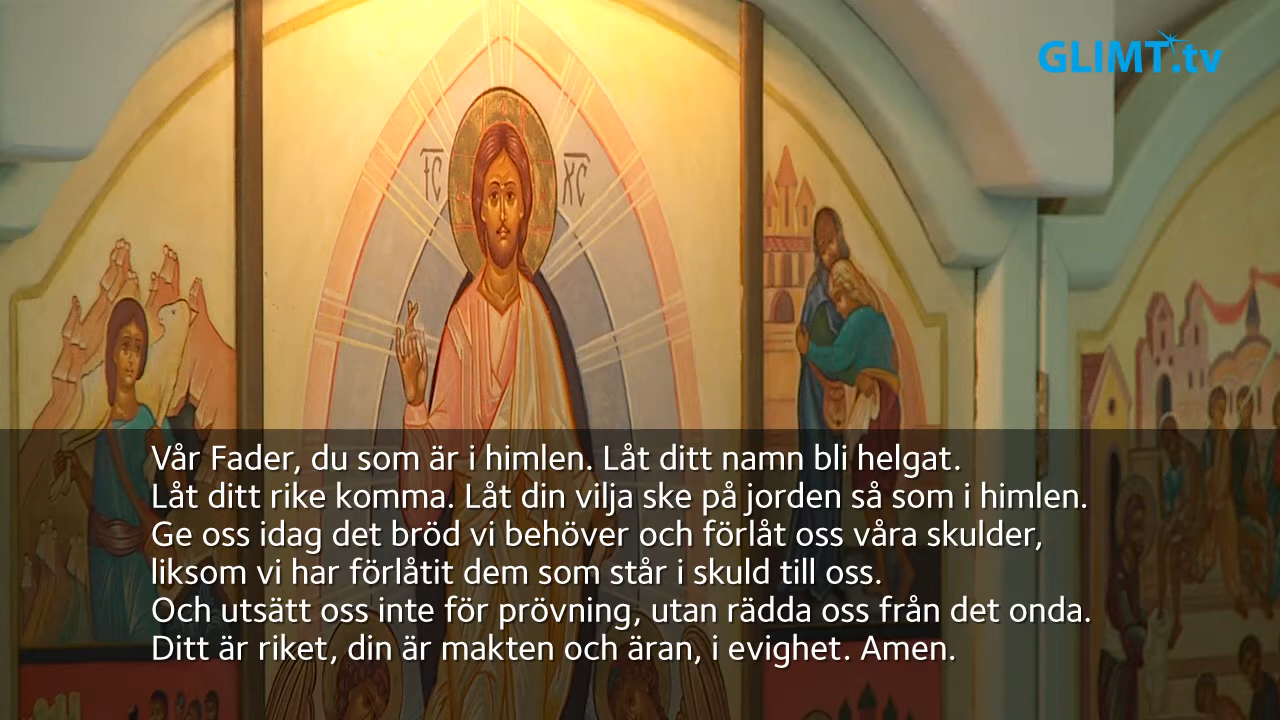 GLIMT.tv
IC XC
Vår Fader, du som är i himlen. Låt ditt namn bli helgat.
Låt ditt rike komma. Låt din vilja ske på jorden så som i himlen.
Ge oss idag det bröd vi behöver och förlåt oss våra skulder,
liksom vi har förlåtit dem som står i skuld till oss.
Och utsätt oss inte för prövning, utan rädda oss från det onda.
Ditt är riket, din är makten och äran, i evighet. Amen.